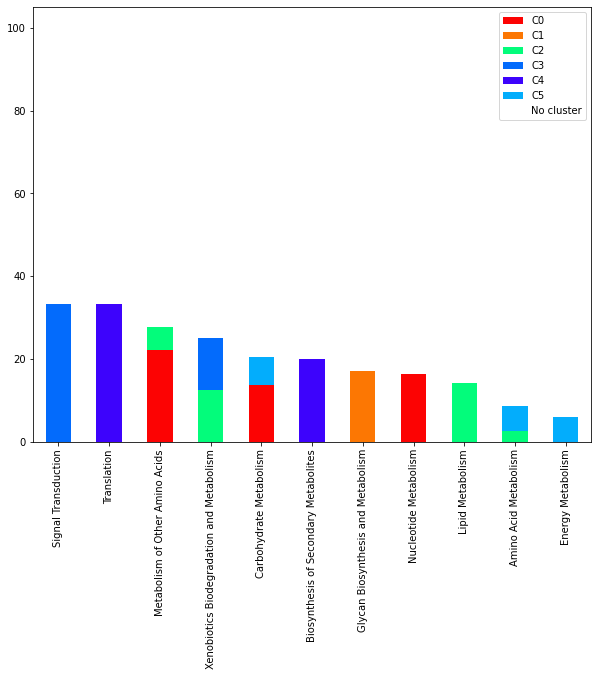 C0
C1
C2
C3
C4
C5
No cluster
100
80
60
40
20
0
Signal Transduction
Translation
Metabolism of Other Amino Acids
Xenobiotics Biodegradation and Metabolism
Carbohydrate Metabolism
Biosynthesis of Secondary Metabolites
Glycan Biosynthesis and Metabolism
Nucleotide Metabolism
Lipid Metabolism
Amino Acid Metabolism
Energy Metabolism